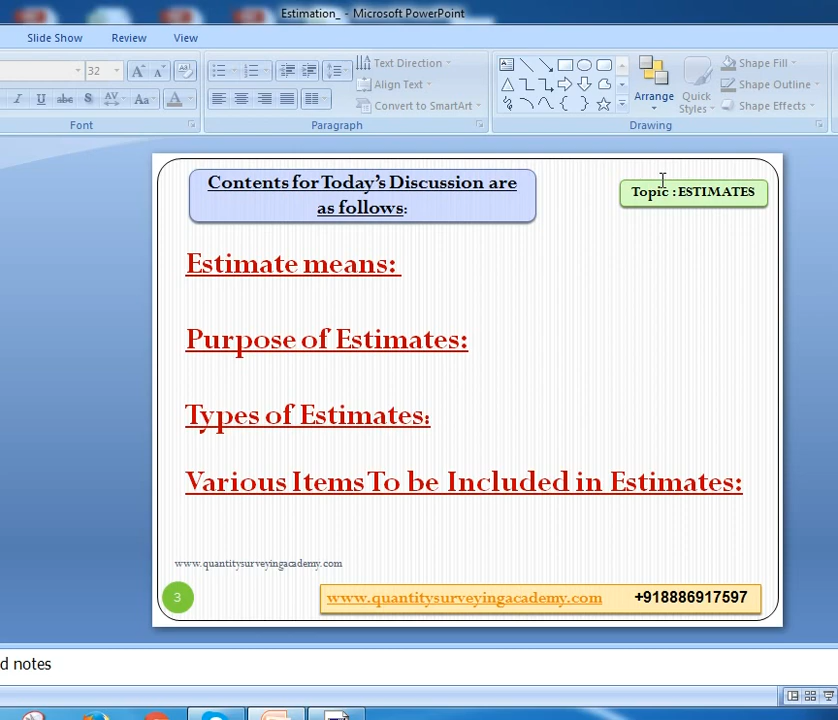 Estimation_ - Microsoft PowerPoint
Slide Show Review View
32 Text Direction Shape Fill
Align Text Arrange Quick Styles Shape Outline
Aa A Convert to SmartArt Shape Effects
Font Paragraph Drawing
Contents for Today's Discussion are
as follows:
Topic : ESTIMATES
Estimate means:
Purpose of Estimates:
Types of Estimates:
Various Items To be Included in Estimates:
www.quantitysurveyingacademy.com
3 www.quantitysurveyingacademy.com +918886917597
d notes